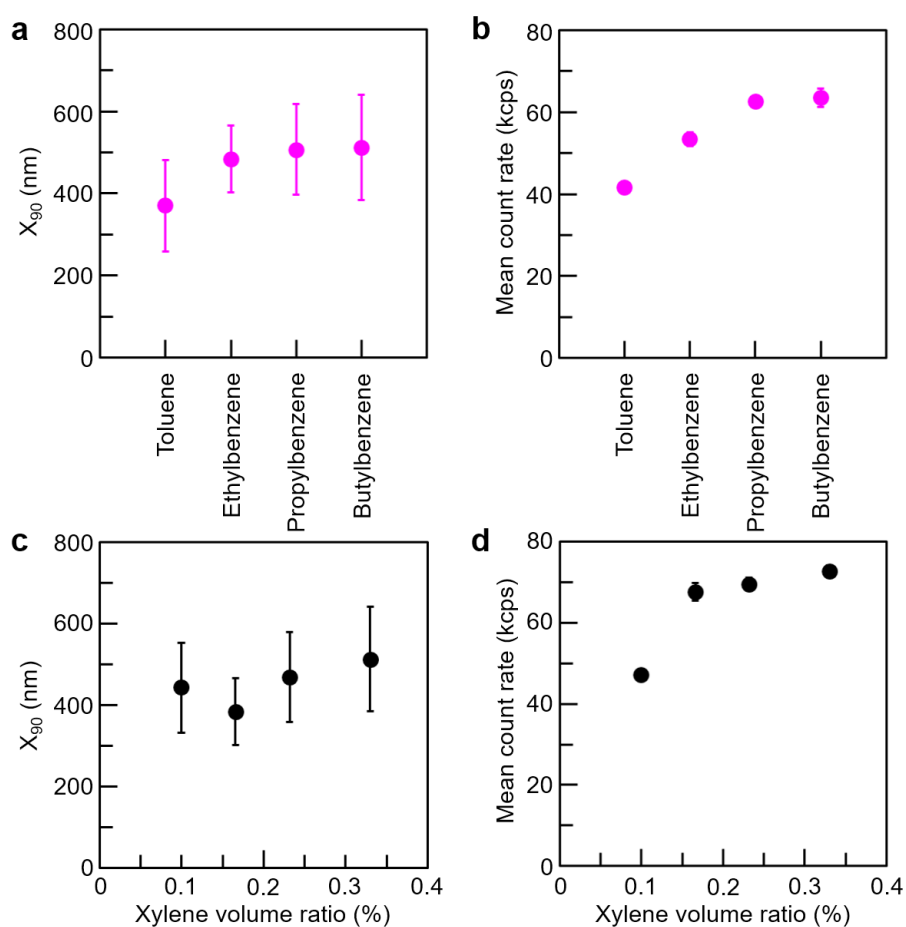 a
800
600
400
200
0
X90 (nm)
Toluene
Ethylbenzene
Propylbenzene
Butylbenzene
b
80
60
40
20
0
Mean count rate (kcps)
Toluene
Ethylbenzene
Propylbenzene
Butylbenzene
c
800
600
400
200
0
X90 (nm)
0 0.1 0.2 0.3 0.4
Xylene volume ratio (%)
d
80
60
40
20
0
Mean count rate (kcps)
0 0.1 0.2 0.3 0.4
Xylene volume ratio (%)